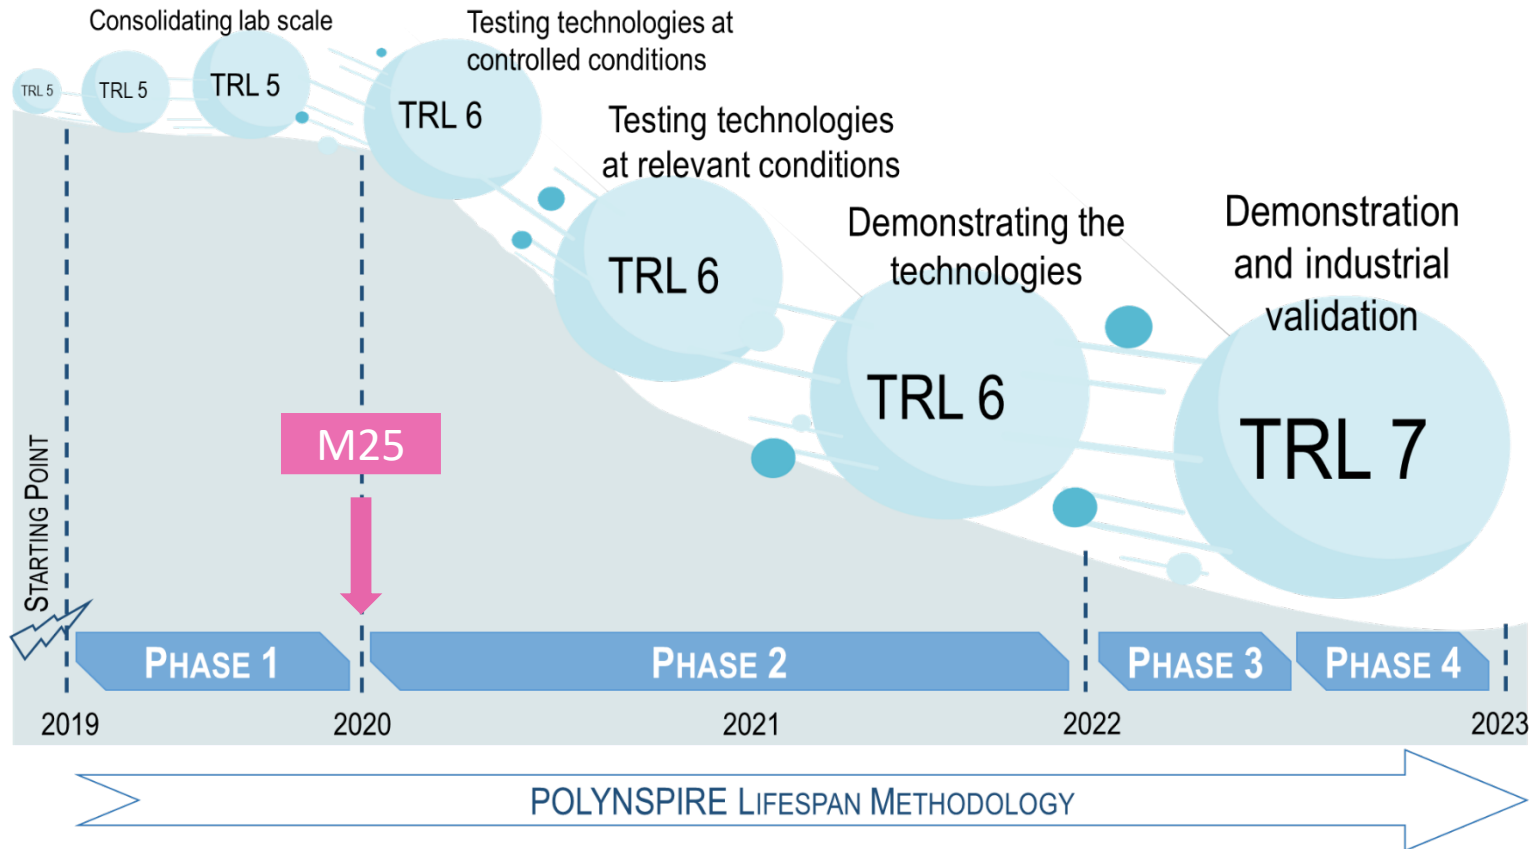 Consolidating lab scale
Testing technologies at
controlled conditions
TRL 5
TRL 5
TRL 5
TRL 6
Testing technologies
at relevant conditions
TRL 6
Demonstrating the
technologies
TRL 6
Demonstration
and industrial
validation
TRL 7
M25
STARTING POINT
PHASE 1
PHASE 2
PHASE 3
PHASE 4
2019
2020
2021
2022
2023
POLYNSPIRE LIFESPAN METHODOLOGY